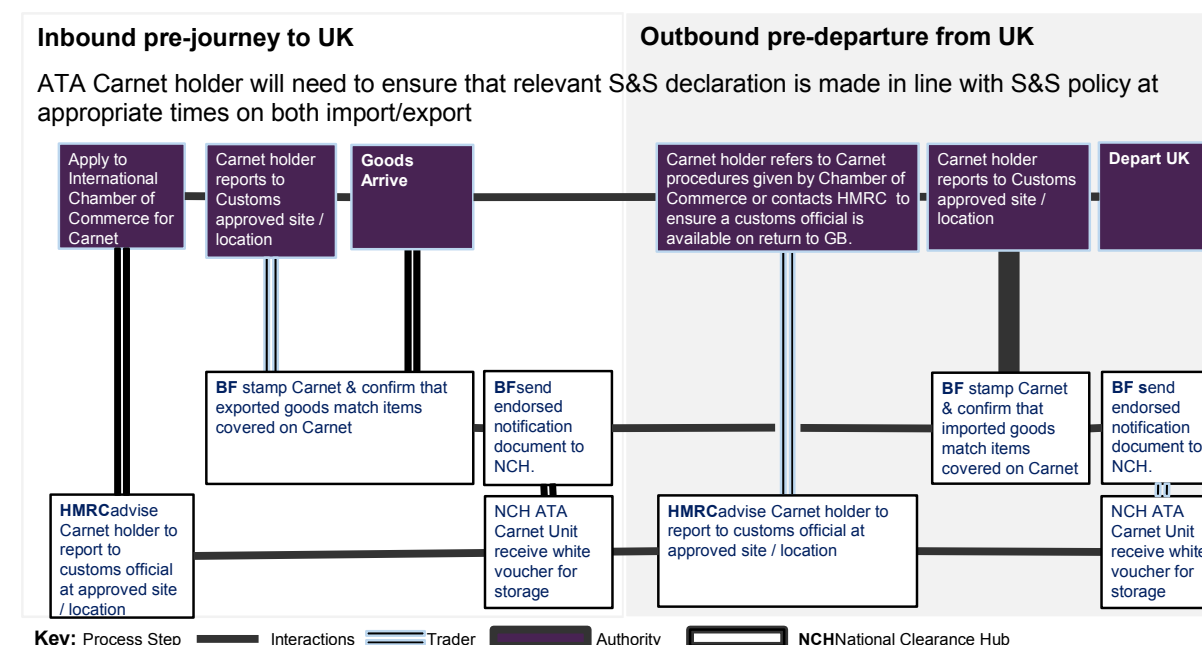 Inbound pre-journey to UK
Outbound pre-departure from UK
ATA Carnet holder will need to ensure that relevant S&S declaration is made in line with S&S policy at
appropriate times on both import/export
Apply to
International
Chamber of
Commerce for
Carnet
Carnet holder
reports to
Customs
approved site /
location
Goods
Arrive
Carnet holder refers to Carnet
procedures given by Chamber of
Commerce or contacts HMRC to
ensure a customs official is
available on return to GB.
Carnet holder
reports to Customs
approved site /
location
Depart UK
BF stamp Carnet & confirm that
exported goods match items
covered on Carnet
BFsend
endorsed
notification
document to
NCH.
BF stamp Carnet
& confirm that
imported goods
match items
covered on Carnet
BF send
endorsed
notification
document to
NCH.
HMRCadvise
Carnet holder to
report to
customs official
at approved site
/ location
NCH ATA
Carnet Unit
receive white
voucher for
storage
HMRCadvise Carnet holder to
report to customs official at
approved site / location
NCH ATA
Carnet Unit
receive white
voucher for
storage
Key: Process Step Interactions Trader Authority NCHNational Clearance Hub